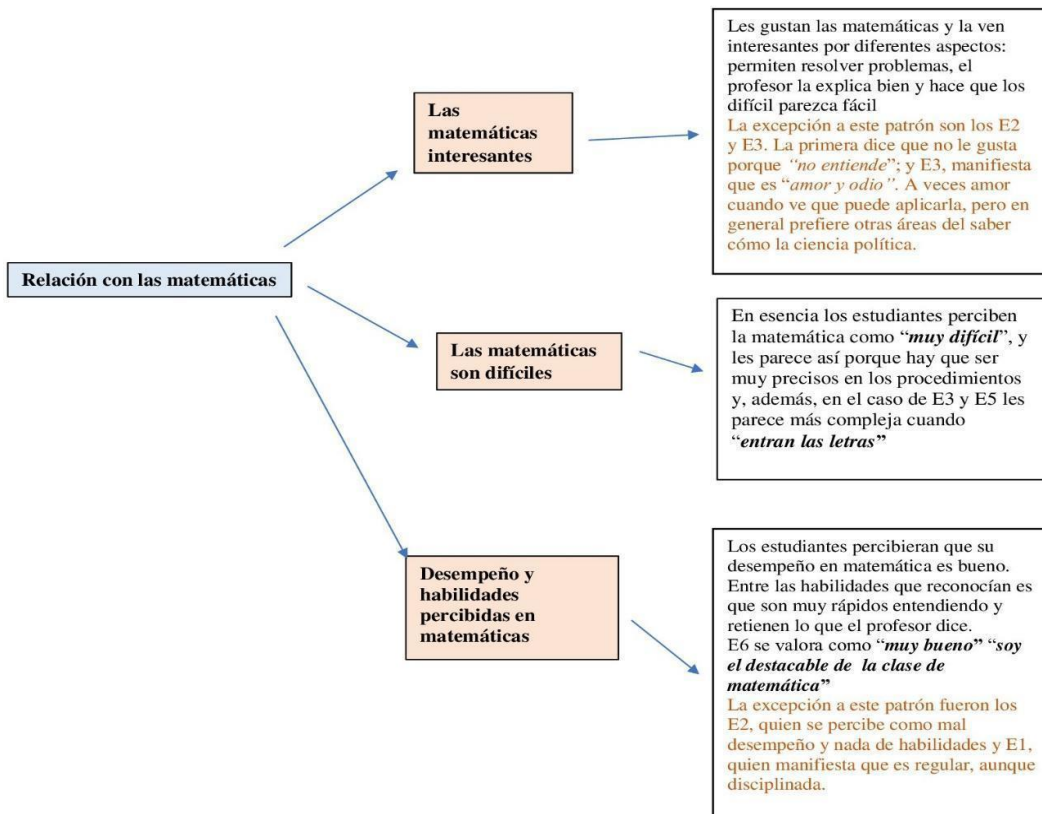 Les gustan las matemáticas y la ven
interesantes por diferentes aspectos:
permiten resolver problemas, el
profesor la explica bien y hace que los
difícil parezca fácil
La excepción a este patrón son los E2
y E3. La primera dice que no le gusta
porque “no entiende”; y E3, manifiesta
que es “amor y odio”. A veces amor
cuando ve que puede aplicarla, pero en
general prefiere otras áreas del saber
cómo la ciencia política.
Las
matemáticas
interesantes
Relación con las matemáticas
En esencia los estudiantes perciben
la matemática como “muy difícil”, y
les parece así porque hay que ser
muy precisos en los procedimientos
y, además, en el caso de E3 y E5 les
parece más compleja cuando
“entran las letras”
Las matemáticas
son difíciles
Los estudiantes percibieran que su
desempeño en matemática es bueno.
Entre las habilidades que reconocían es
que son muy rápidos entendiendo y
retienen lo que el profesor dice.
E6 se valora como “muy bueno” “soy
el destacable de la clase de
matemática”
La excepción a este patrón fueron los
E2, quien se percibe como mal
desempeño y nada de habilidades y E1,
quien manifiesta que es regular, aunque
disciplinada.
Desempeño y
habilidades
percibidas en
matemáticas